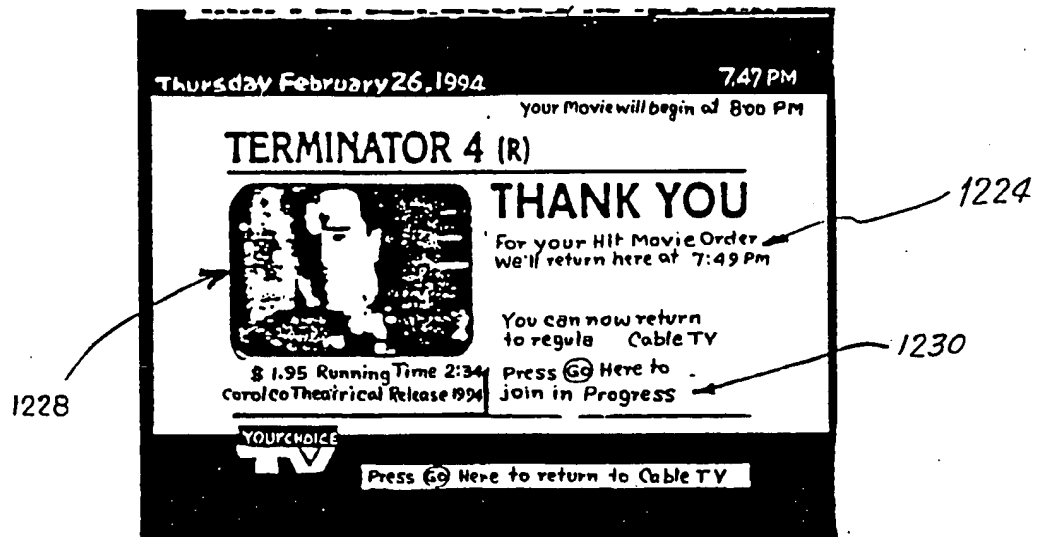 Thursday February 26, 1994 7:47 PM
Your Movie will begin at 8:00 PM
TERMINATOR 4 (R)
THANK YOU
1224
For your Hit Movie Order
We'll return here at 7:49 PM
You can now return
to regula Cable TV
1230
Press GO Here to
join in Progress
1228
$ 1.95 Running Time 2:34
Carolco Theatrical Release 1994
YOUR CHOICE
TV
Press GO Here to return to Cable TV